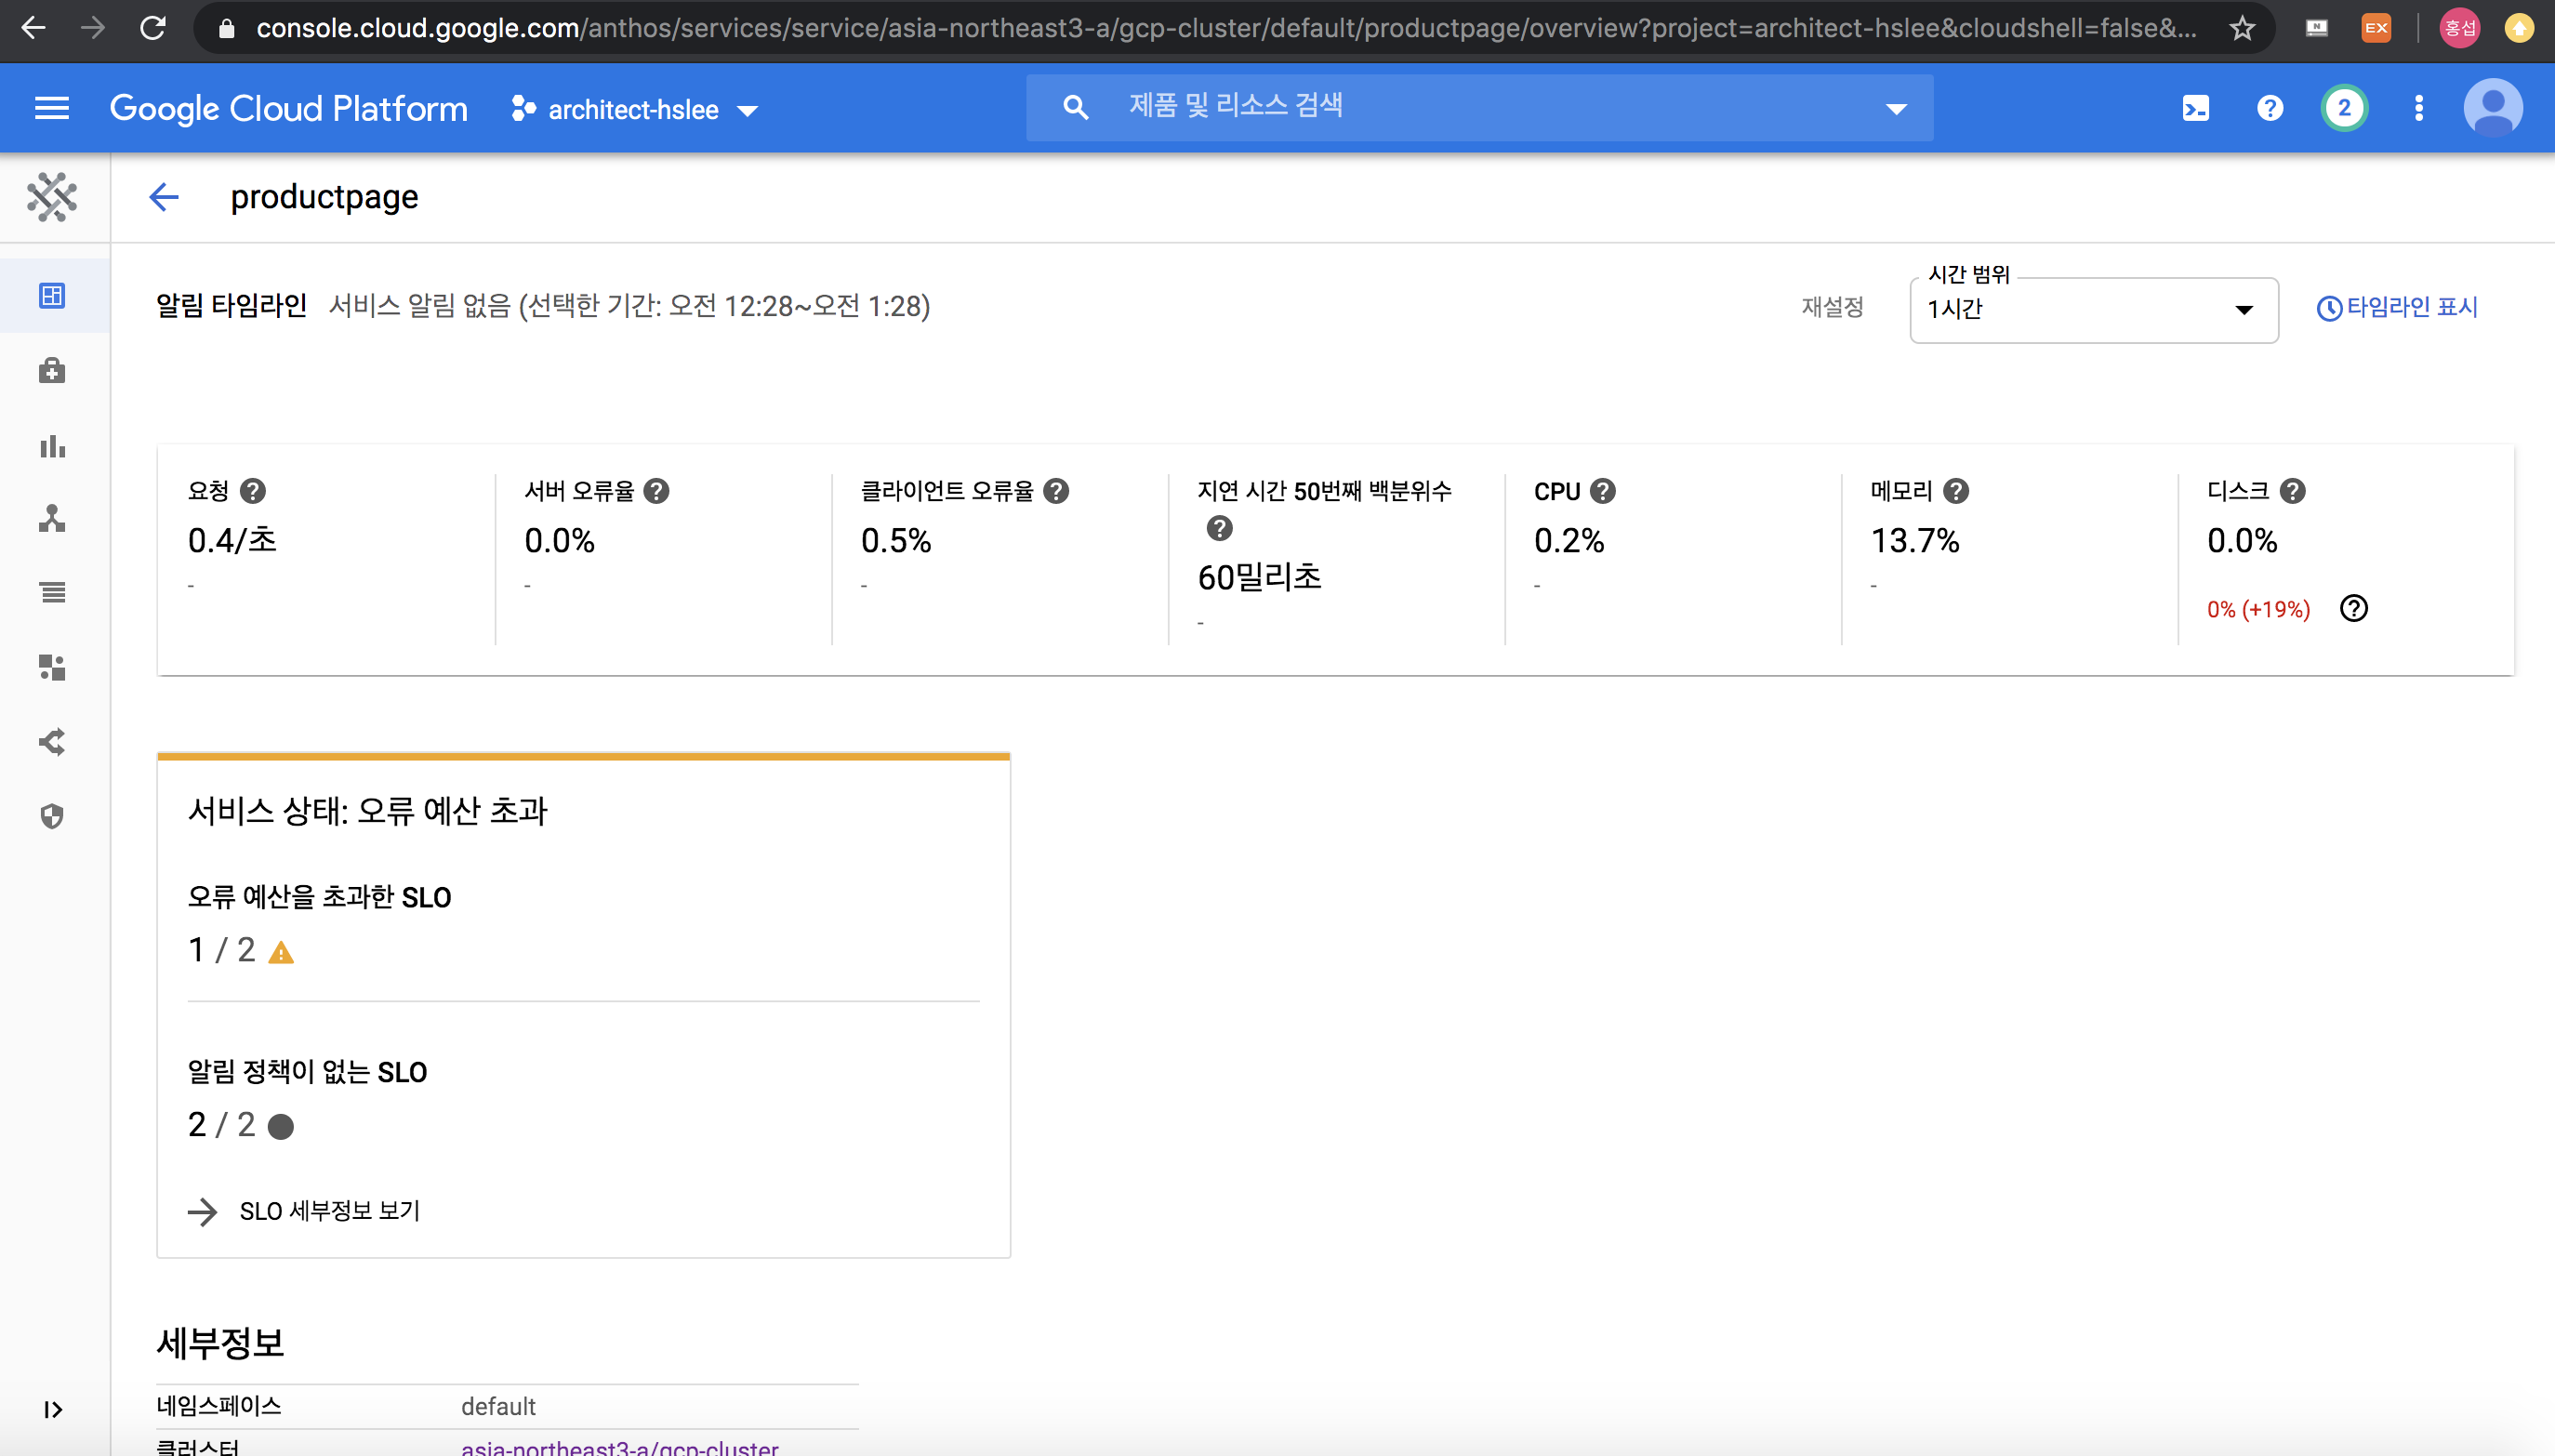 console.cloud.google.com/anthos/services/service/asia-northeast3-a/gcp-cluster/default/productpage/overview?project=architect-hslee&cloudshell=false&...
N
EX
홍섭
Google Cloud Platform
architect-hslee
제품 및 리소스 검색
?
2
productpage
알림 타임라인 서비스 알림 없음 (선택한 기간: 오전 12:28~오전 1:28)
재설정
시간 범위
1시간
타임라인 표시
요청 ?
0.4/초
-
서버 오류율 ?
0.0%
-
클라이언트 오류율 ?
0.5%
-
지연 시간 50번째 백분위수
?
60밀리초
-
CPU ?
0.2%
-
메모리 ?
13.7%
-
디스크 ?
0.0%
0% (+19%) ?
서비스 상태: 오류 예산 초과
오류 예산을 초과한 SLO
1 / 2
알림 정책이 없는 SLO
2 / 2
SLO 세부정보 보기
세부정보
네임스페이스 default
클러스터 asia-northeast3-a/gcp-cluster